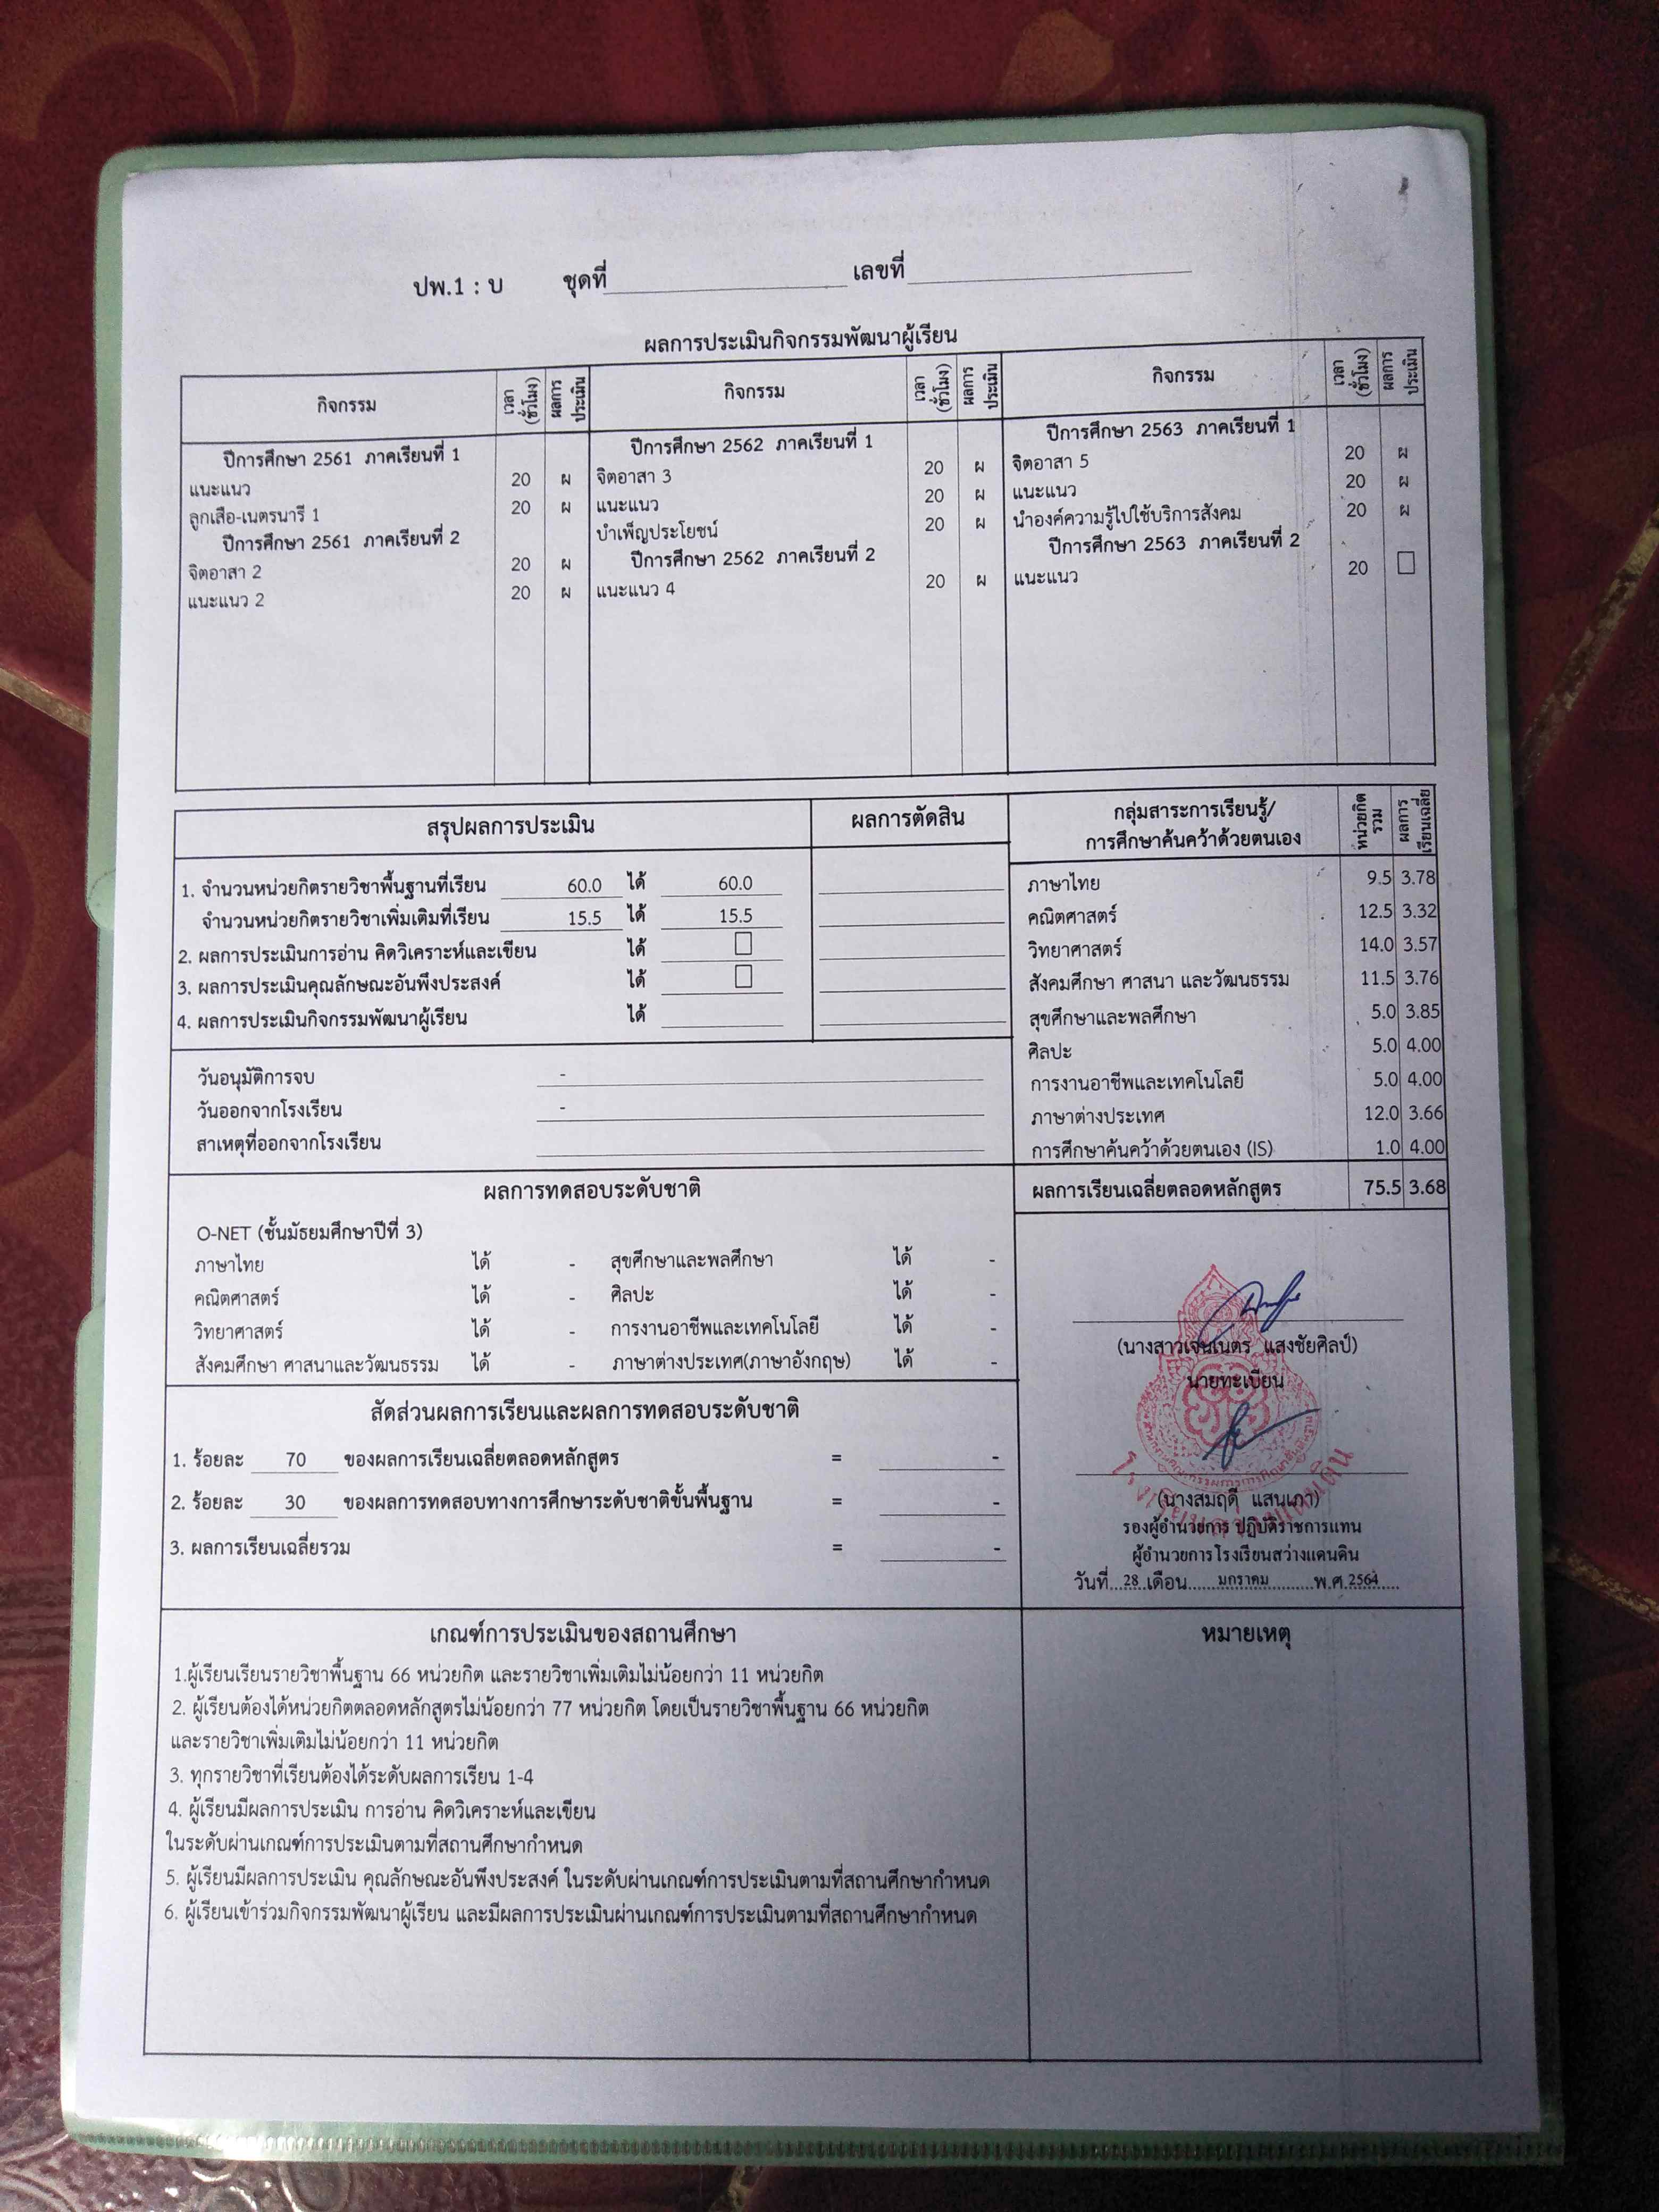 ปพ.1 : บ ชุดที่ เลขที่
ผลการประเมินกิจกรรมพัฒนาผู้เรียน
กิจกรรม เวลา (ชั่วโมง) ผลการประเมิน กิจกรรม เวลา (ชั่วโมง) ผลการประเมิน กิจกรรม เวลา (ชั่วโมง) ผลการประเมิน
ปีการศึกษา 2561 ภาคเรียนที่ 1
แนะแนว 20 ผ
ลูกเสือ-เนตรนารี 1 20 ผ
ปีการศึกษา 2561 ภาคเรียนที่ 2
จิตอาสา 2 20 ผ
แนะแนว 2 20 ผ
ปีการศึกษา 2562 ภาคเรียนที่ 1
จิตอาสา 3 20 ผ
แนะแนว 20 ผ
บำเพ็ญประโยชน์ 20 ผ
ปีการศึกษา 2562 ภาคเรียนที่ 2
แนะแนว 4 20 ผ
ปีการศึกษา 2563 ภาคเรียนที่ 1
จิตอาสา 5 20 ผ
แนะแนว 20 ผ
นำองค์ความรู้ไปใช้บริการสังคม 20 ผ
ปีการศึกษา 2563 ภาคเรียนที่ 2
แนะแนว 20
สรุปผลการประเมิน ผลการตัดสิน
1. จำนวนหน่วยกิตรายวิชาพื้นฐานที่เรียน 60.0 ได้ 60.0
จำนวนหน่วยกิตรายวิชาเพิ่มเติมที่เรียน 15.5 ได้ 15.5
2. ผลการประเมินการอ่าน คิดวิเคราะห์และเขียน ได้
3. ผลการประเมินคุณลักษณะอันพึงประสงค์ ได้
4. ผลการประเมินกิจกรรมพัฒนาผู้เรียน ได้
วันอนุมัติการจบ -
วันออกจากโรงเรียน -
สาเหตุที่ออกจากโรงเรียน
กลุ่มสาระการเรียนรู้/ การศึกษาค้นคว้าด้วยตนเอง หน่วยกิตรวม ผลการเรียนเฉลี่ย
ภาษาไทย 9.5 3.78
คณิตศาสตร์ 12.5 3.32
วิทยาศาสตร์ 14.0 3.57
สังคมศึกษา ศาสนา และวัฒนธรรม 11.5 3.76
สุขศึกษาและพลศึกษา 5.0 3.85
ศิลปะ 5.0 4.00
การงานอาชีพและเทคโนโลยี 5.0 4.00
ภาษาต่างประเทศ 12.0 3.66
การศึกษาค้นคว้าด้วยตนเอง (IS) 1.0 4.00
ผลการเรียนเฉลี่ยตลอดหลักสูตร 75.5 3.68
ผลการทดสอบระดับชาติ
O-NET (ชั้นมัธยมศึกษาปีที่ 3)
ภาษาไทย ได้ - สุขศึกษาและพลศึกษา ได้ -
คณิตศาสตร์ ได้ - ศิลปะ ได้ -
วิทยาศาสตร์ ได้ - การงานอาชีพและเทคโนโลยี ได้ -
สังคมศึกษา ศาสนาและวัฒนธรรม ได้ - ภาษาต่างประเทศ(ภาษาอังกฤษ) ได้ -
สัดส่วนผลการเรียนและผลการทดสอบระดับชาติ
1. ร้อยละ 70 ของผลการเรียนเฉลี่ยตลอดหลักสูตร = -
2. ร้อยละ 30 ของผลการทดสอบทางการศึกษาระดับชาติขั้นพื้นฐาน = -
3. ผลการเรียนเฉลี่ยรวม = -
(นางสาวเจนเนตร แสงชัยศิลป์)
นายทะเบียน
(นางสมฤดี แสนเภา)
รองผู้อำนวยการ ปฏิบัติราชการแทน
ผู้อำนวยการโรงเรียนสว่างแดนดิน
วันที่ 28 เดือน มกราคม พ.ศ 2564
เกณฑ์การประเมินของสถานศึกษา
1.ผู้เรียนเรียนรายวิชาพื้นฐาน 66 หน่วยกิต และรายวิชาเพิ่มเติมไม่น้อยกว่า 11 หน่วยกิต
2. ผู้เรียนต้องได้หน่วยกิตตลอดหลักสูตรไม่น้อยกว่า 77 หน่วยกิต โดยเป็นรายวิชาพื้นฐาน 66 หน่วยกิต
และรายวิชาเพิ่มเติมไม่น้อยกว่า 11 หน่วยกิต
3. ทุกรายวิชาที่เรียนต้องได้ระดับผลการเรียน 1-4
4. ผู้เรียนมีผลการประเมิน การอ่าน คิดวิเคราะห์และเขียน
ในระดับผ่านเกณฑ์การประเมินตามที่สถานศึกษากำหนด
5. ผู้เรียนมีผลการประเมิน คุณลักษณะอันพึงประสงค์ ในระดับผ่านเกณฑ์การประเมินตามที่สถานศึกษากำหนด
6. ผู้เรียนเข้าร่วมกิจกรรมพัฒนาผู้เรียน และมีผลการประเมินผ่านเกณฑ์การประเมินตามที่สถานศึกษากำหนด
หมายเหตุ